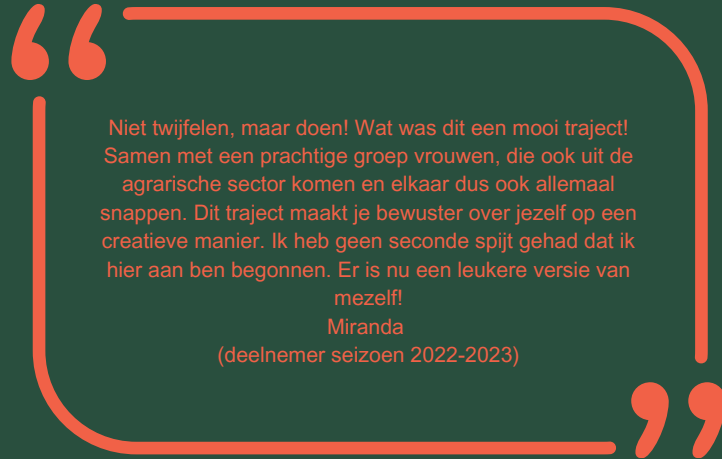 Niet twijfelen, maar doen! Wat was dit een mooi traject!
Samen met een prachtige groep vrouwen, die ook uit de
agrarische sector komen en elkaar dus ook allemaal
snappen. Dit traject maakt je bewuster over jezelf op een
creatieve manier. Ik heb geen seconde spijt gehad dat ik
hier aan ben begonnen. Er is nu een leukere versie van
mezelf!
Miranda
(deelnemer seizoen 2022-2023)